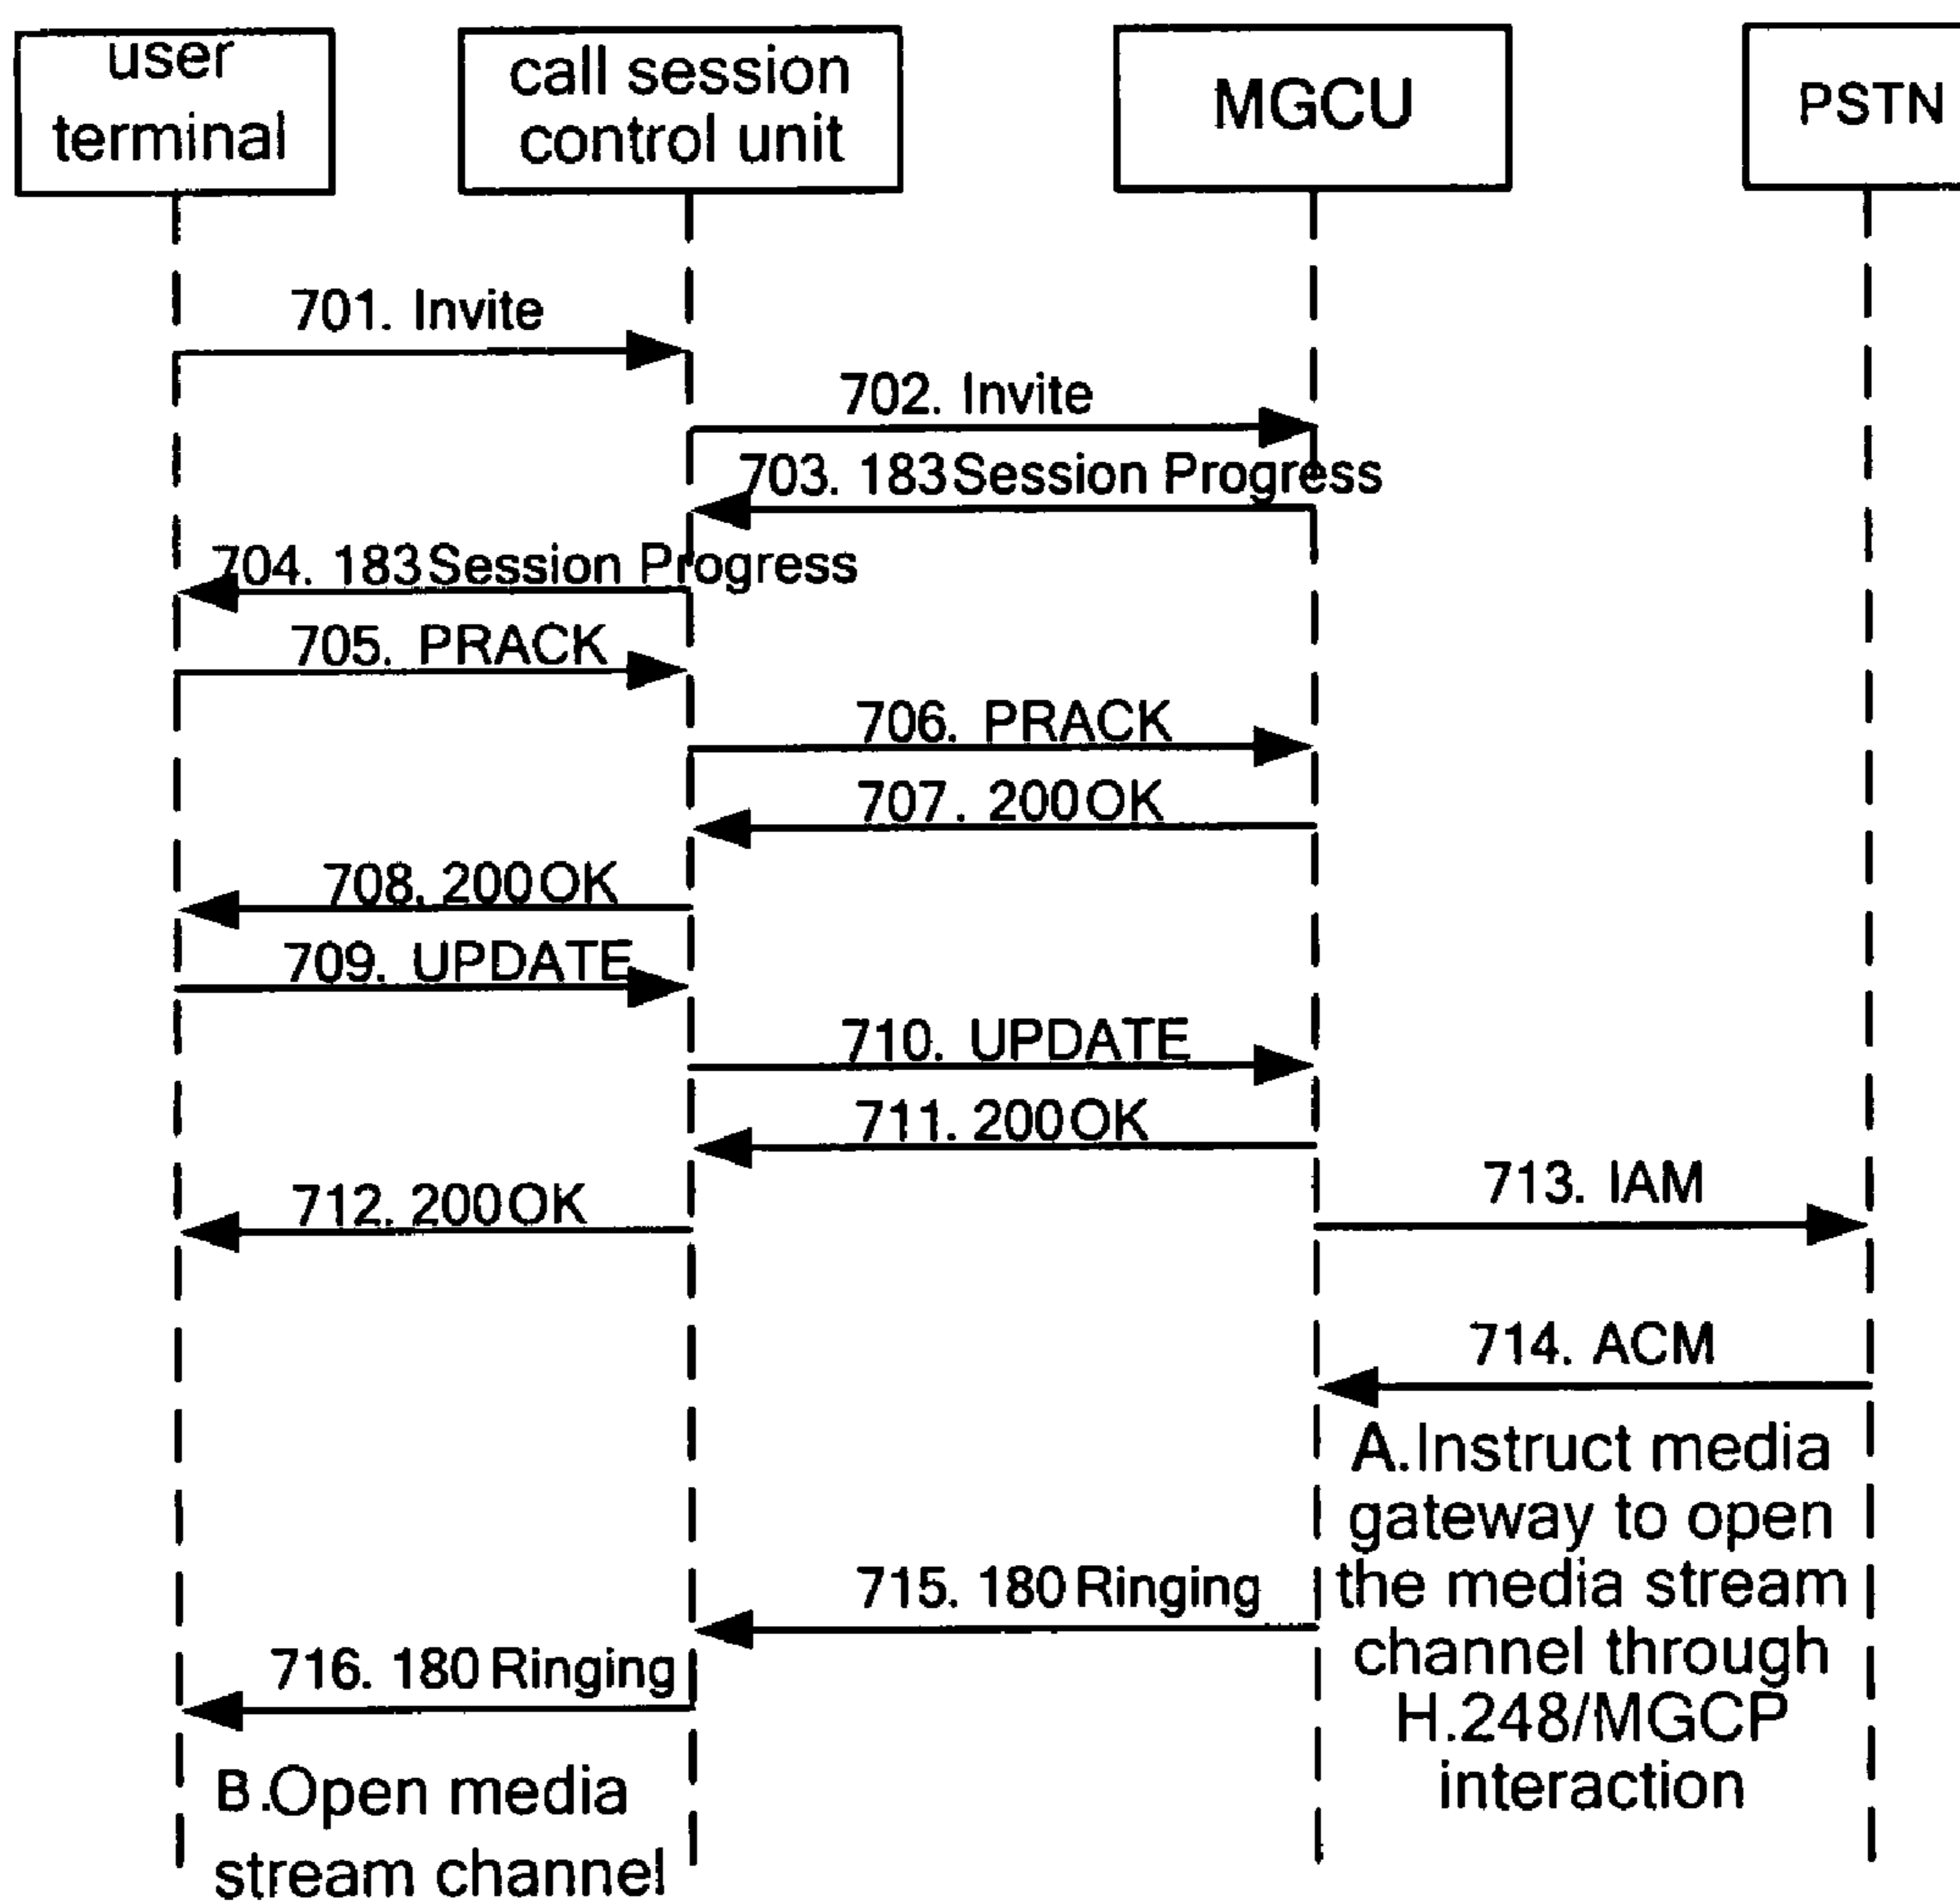 user
terminal
call session
control unit
MGCU
PSTN
701. Invite
702. Invite
703. 183 Session Progress
704. 183 Session Progress
705. PRACK
706. PRACK
707. 200 OK
708. 200 OK
709. UPDATE
710. UPDATE
711. 200 OK
712. 200 OK
713. IAM
714. ACM
A.Instruct media
gateway to open
the media stream
channel through
H.248/MGCP
interaction
715. 180 Ringing
716. 180 Ringing
B.Open media
stream channel